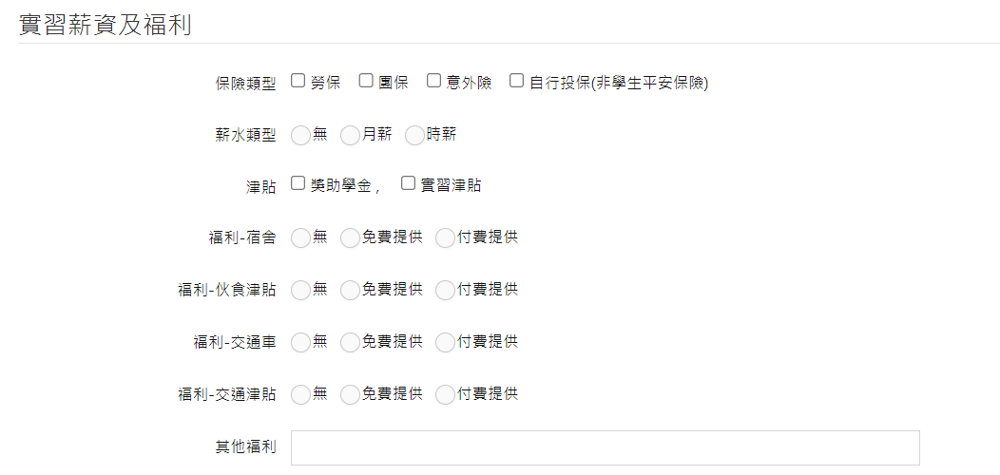 實習薪資及福利
保險類型 勞保 團保 意外險 自行投保(非學生平安保險)
薪水類型 無 月薪 時薪
津貼 獎助學金 , 實習津貼
福利-宿舍 無 免費提供 付費提供
福利-伙食津貼 無 免費提供 付費提供
福利-交通車 無 免費提供 付費提供
福利-交通津貼 無 免費提供 付費提供
其他福利